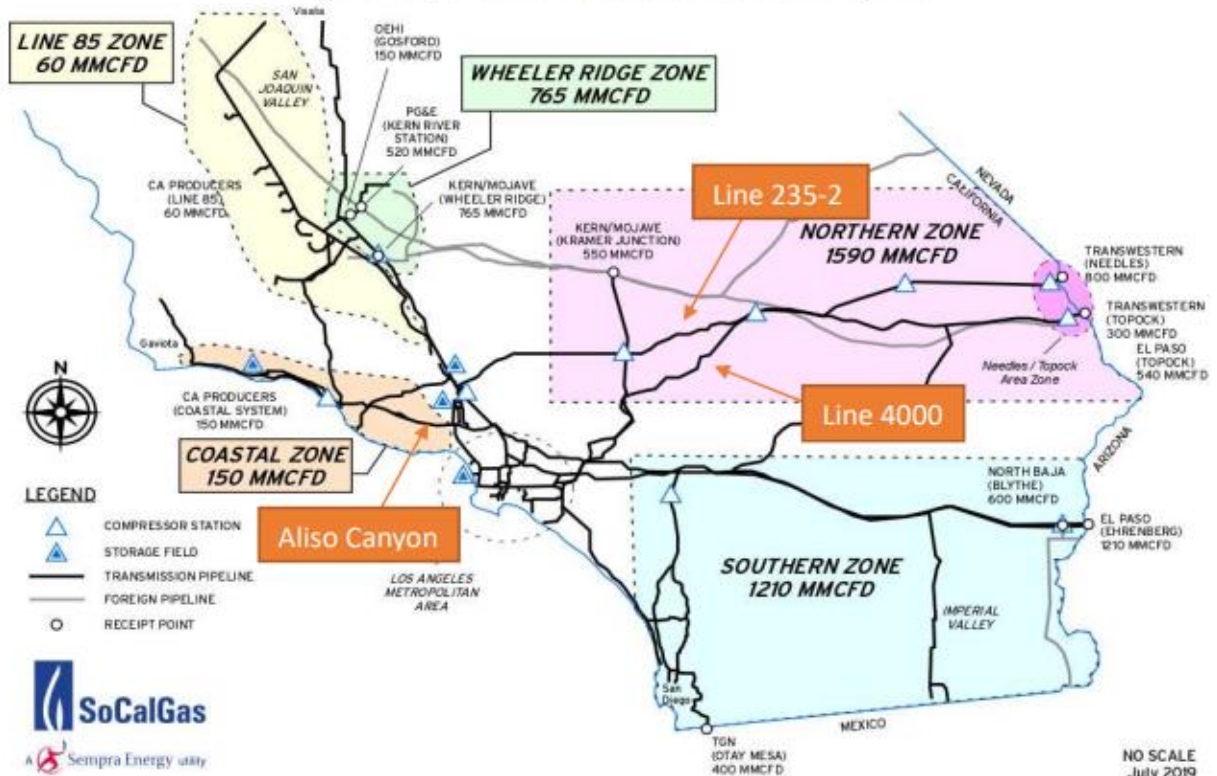 Visalia
LINE 85 ZONE
60 MMCFD
SAN
JOAQUIN
VALLEY
OEHI
(GOSFORD)
150 MMCFD
WHEELER RIDGE ZONE
765 MMCFD
PG&E
(KERN RIVER
STATION)
520 MMCFD
CA PRODUCERS
(LINE 85)
60 MMCFD
KERN/MOJAVE
(WHEELER RIDGE)
765 MMCFD
Line 235-2
NEVADA
CALIFORNIA
KERN/MOJAVE
(KRAMER JUNCTION)
550 MMCFD
NORTHERN ZONE
1590 MMCFD
TRANSWESTERN
(NEEDLES)
800 MMCFD
TRANSWESTERN
(TOPOCK)
300 MMCFD
EL PASO
(TOPOCK)
540 MMCFD
Needles / Topock
Area Zone
Gaviota
N
CA PRODUCERS
(COASTAL SYSTEM)
150 MMCFD
Line 4000
COASTAL ZONE
150 MMCFD
ARIZONA
Aliso Canyon
NORTH BAJA
(BLYTHE)
600 MMCFD
EL PASO
(EHRENBERG)
1210 MMCFD
LEGEND
COMPRESSOR STATION
STORAGE FIELD
TRANSMISSION PIPELINE
FOREIGN PIPELINE
RECEIPT POINT
LOS ANGELES
METROPOLITAN
AREA
SOUTHERN ZONE
1210 MMCFD
IMPERIAL
VALLEY
San
Diego
MEXICO
TGN
(OTAY MESA)
400 MMCFD
SoCalGas
A Sempra Energy utility
NO SCALE
July 2019